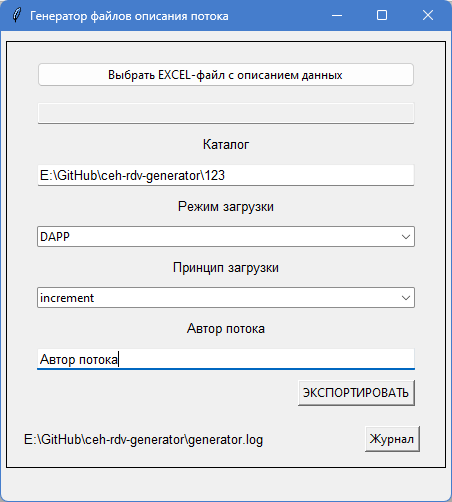 Генератор файлов описания потока
Выбрать EXCEL-файл с описанием данных
Каталог
E:\GitHub\ceh-rdv-generator\123
Режим загрузки
DAPP
Принцип загрузки
increment
Автор потока
Автор потока
ЭКСПОРТИРОВАТЬ
E:\GitHub\ceh-rdv-generator\generator.log
Журнал